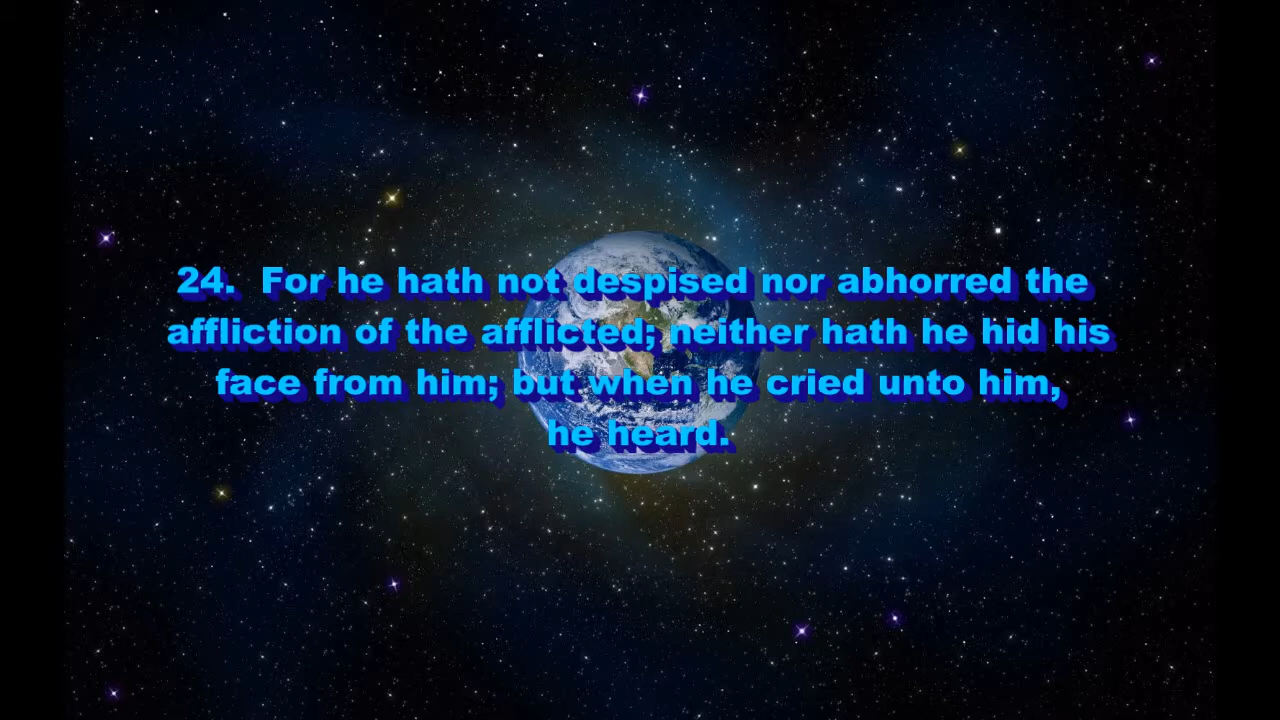 24.  For he hath not despised nor abhorred the
affliction of the afflicted; neither hath he hid his
face from him; but when he cried unto him,
he heard.